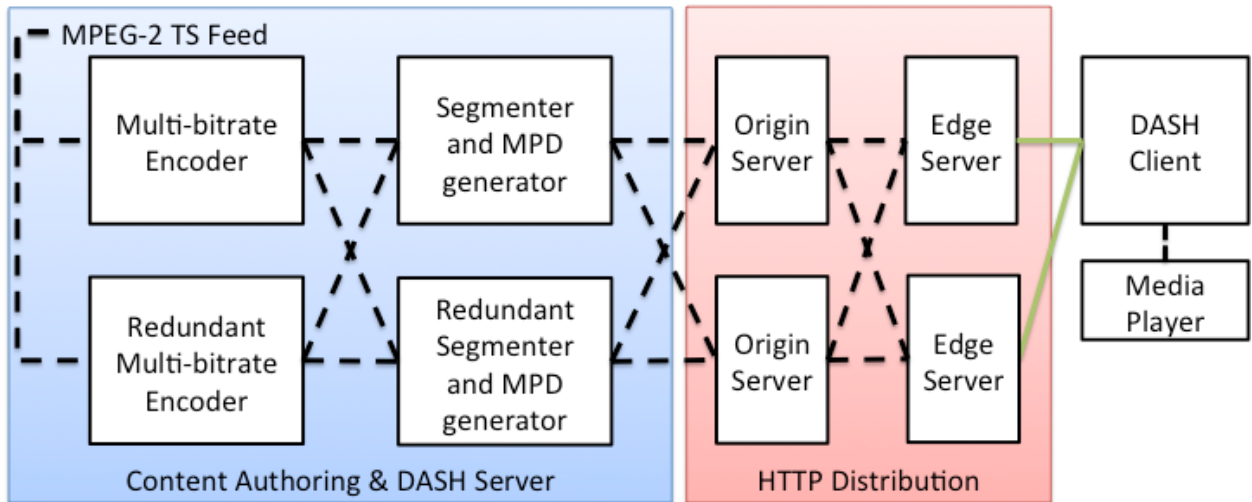 MPEG-2 TS Feed
Multi-bitrate
Encoder
Segmenter
and MPD
generator
Origin
Server
Edge
Server
DASH
Client
Redundant
Multi-bitrate
Encoder
Redundant
Segmenter
and MPD
generator
Origin
Server
Edge
Server
Media
Player
Content Authoring & DASH Server
HTTP Distribution